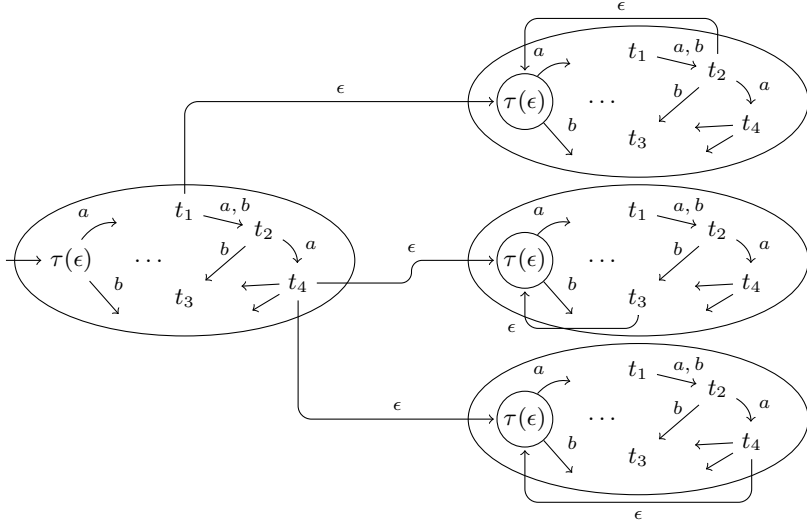 ϵ
a t₁ a, b t₂
τ(ϵ) ⋯ b a
b t₃ t₄
ϵ
a t₁ a, b t₂
τ(ϵ) ⋯ b a
b t₃ t₄
ϵ
a t₁ a, b t₂
τ(ϵ) ⋯ b a
b t₃ t₄
ϵ
ϵ
a t₁ a, b t₂
τ(ϵ) ⋯ b a
b t₃ t₄
ϵ
ϵ